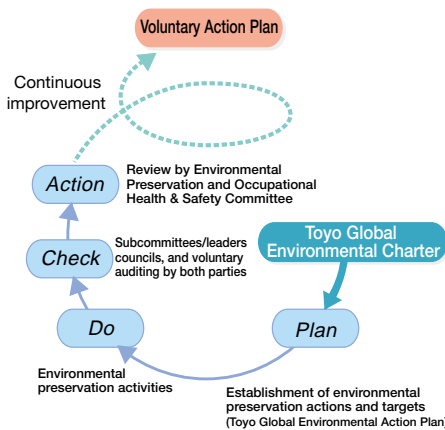 Voluntary Action Plan
Continuous
improvement
Action
Review by Environmental
Preservation and Occupational
Health & Safety Committee
Check
Subcommittees/leaders
councils, and voluntary
auditing by both parties
Toyo Global
Environmental Charter
Do
Plan
Environmental
preservation activities
Establishment of environmental
preservation actions and targets
(Toyo Global Environmental Action Plan)